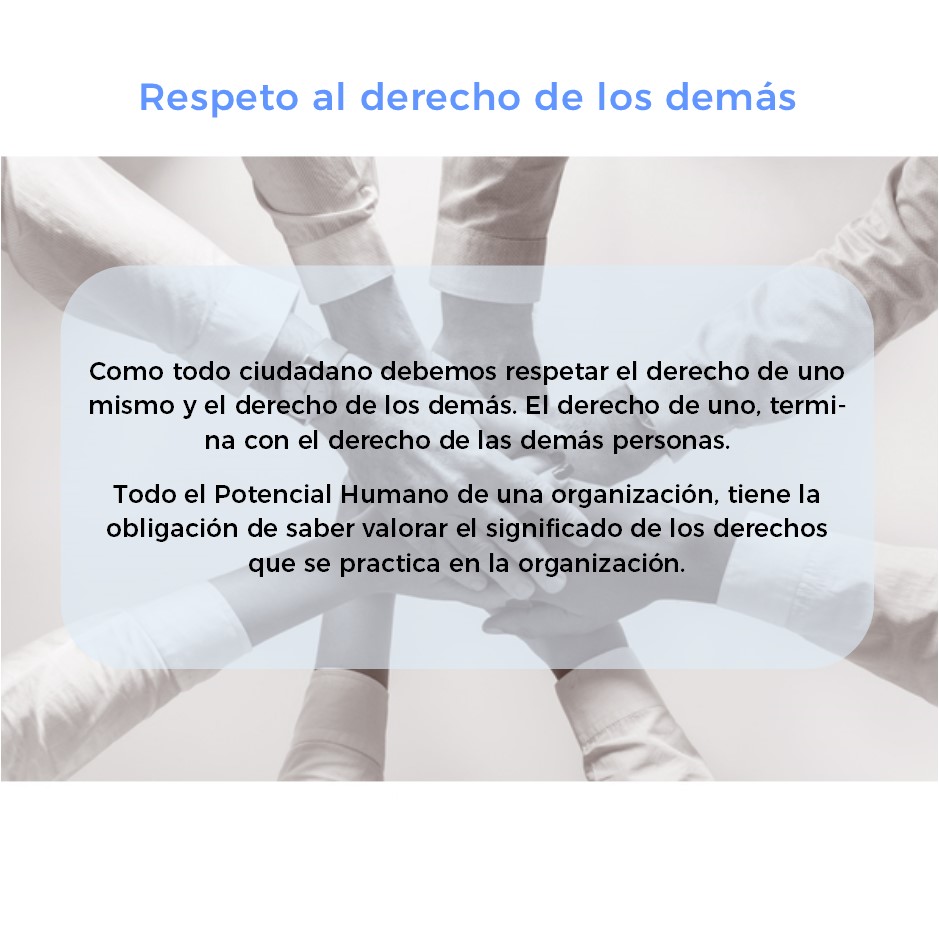 Respeto al derecho de los demás
Como todo ciudadano debemos respetar el derecho de uno
mismo y el derecho de los demás. El derecho de uno, termi-
na con el derecho de las demás personas.
Todo el Potencial Humano de una organización, tiene la
obligación de saber valorar el significado de los derechos
que se practica en la organización.